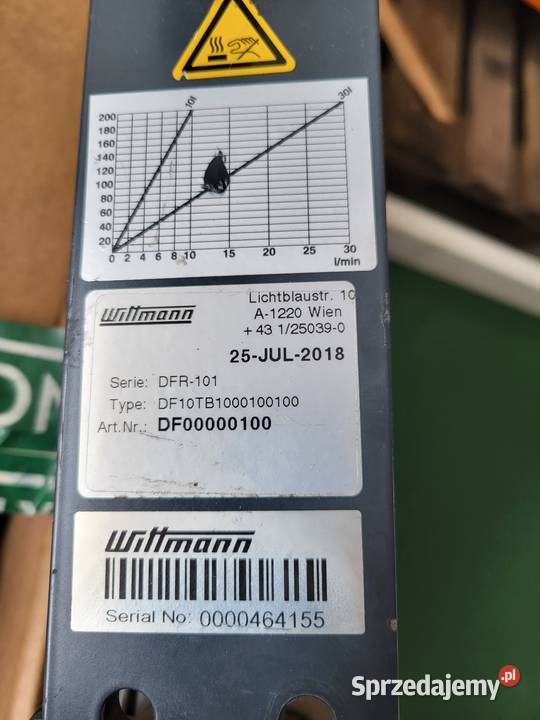 10l
30l
200
180
160
140
120
100
80
60
40
20
0 2 4 6 8 10 15 20 25 30
l/min
Wittmann
Lichtblaustr. 10
A-1220 Wien
+ 43 1/25039-0
25-JUL-2018
Serie: DFR-101
Type: DF10TB1000100100
Art.Nr.: DF00000100
Wittmann
Serial No: 0000464155
OM
Sprzedajemy.pl